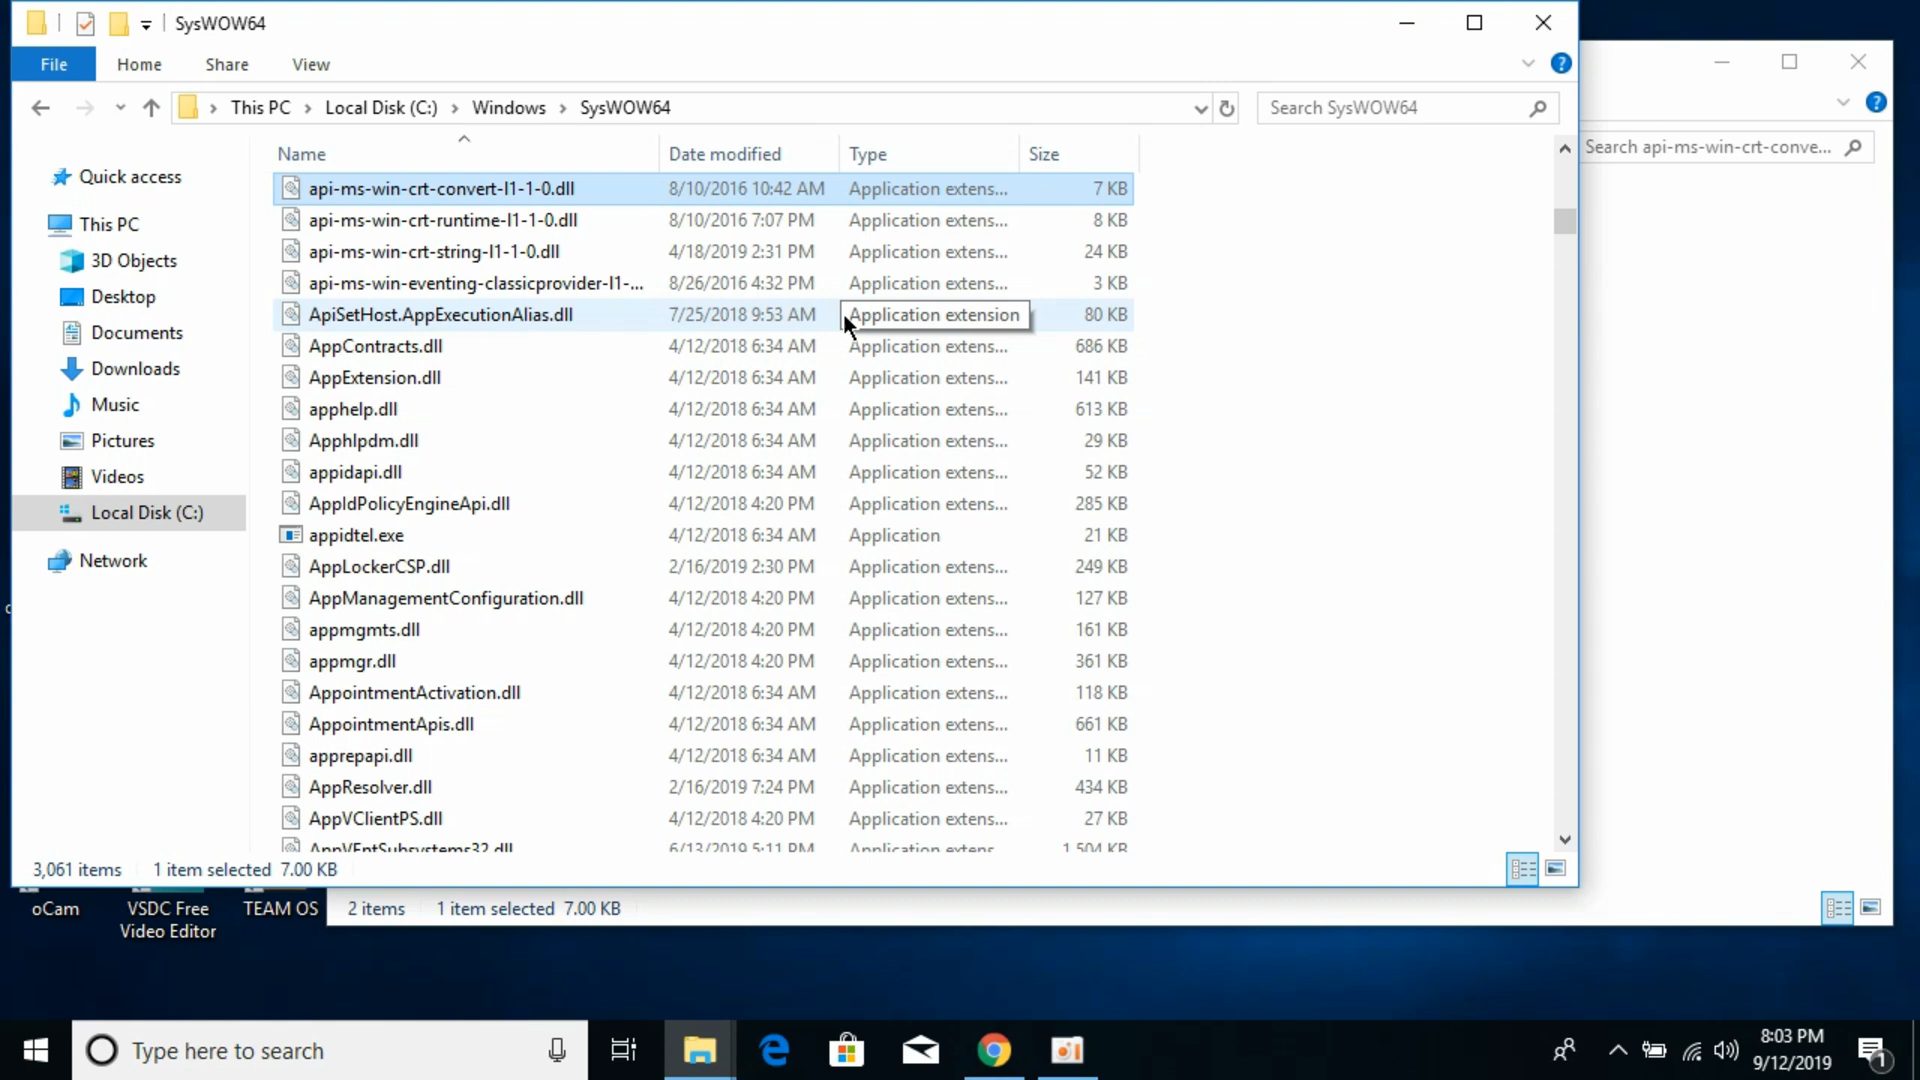 SysWOW64
File Home Share View
This PC Local Disk (C:) Windows SysWOW64
Search SysWOW64
Search api-ms-win-crt-conve...
Name Date modified Type Size
Quick access
This PC
3D Objects
Desktop
Documents
Downloads
Music
Pictures
Videos
Local Disk (C:)
Network
api-ms-win-crt-convert-l1-1-0.dll 8/10/2016 10:42 AM Application extens... 7 KB
api-ms-win-crt-runtime-l1-1-0.dll 8/10/2016 7:07 PM Application extens... 8 KB
api-ms-win-crt-string-l1-1-0.dll 4/18/2019 2:31 PM Application extens... 24 KB
api-ms-win-eventing-classicprovider-l1-... 8/26/2016 4:32 PM Application extens... 3 KB
ApiSetHost.AppExecutionAlias.dll 7/25/2018 9:53 AM Application extension 80 KB
AppContracts.dll 4/12/2018 6:34 AM Application extens... 686 KB
AppExtension.dll 4/12/2018 6:34 AM Application extens... 141 KB
apphelp.dll 4/12/2018 6:34 AM Application extens... 613 KB
Apphlpdm.dll 4/12/2018 6:34 AM Application extens... 29 KB
appidapi.dll 4/12/2018 6:34 AM Application extens... 52 KB
AppIdPolicyEngineApi.dll 4/12/2018 4:20 PM Application extens... 285 KB
appidtel.exe 4/12/2018 6:34 AM Application 21 KB
AppLockerCSP.dll 2/16/2019 2:30 PM Application extens... 249 KB
AppManagementConfiguration.dll 4/12/2018 4:20 PM Application extens... 127 KB
appmgmts.dll 4/12/2018 4:20 PM Application extens... 161 KB
appmgr.dll 4/12/2018 4:20 PM Application extens... 361 KB
AppointmentActivation.dll 4/12/2018 6:34 AM Application extens... 118 KB
AppointmentApis.dll 4/12/2018 6:34 AM Application extens... 661 KB
apprepapi.dll 4/12/2018 6:34 AM Application extens... 11 KB
AppResolver.dll 2/16/2019 7:24 PM Application extens... 434 KB
AppVClientPS.dll 4/12/2018 4:20 PM Application extens... 27 KB
AppVEntSubsystems32.dll 6/13/2019 5:11 PM Application extens... 1,504 KB
3,061 items 1 item selected 7.00 KB
2 items 1 item selected 7.00 KB
oCam
VSDC Free
Video Editor
TEAM OS
Type here to search
8:03 PM
9/12/2019
1